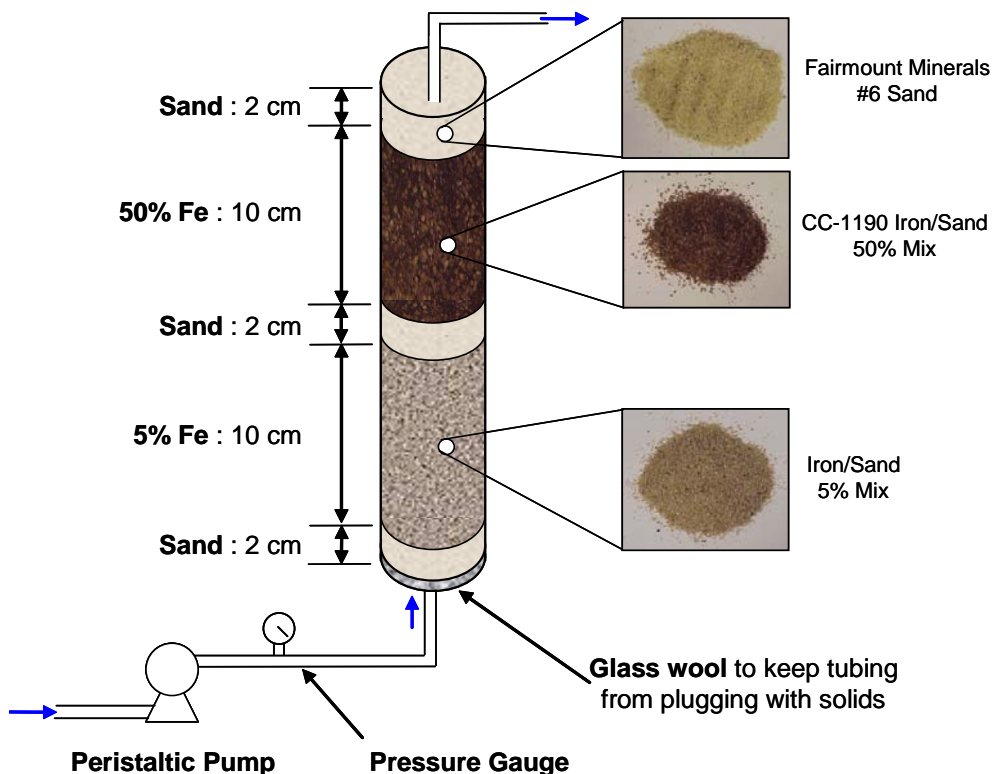 Sand : 2 cm
Fairmount Minerals
#6 Sand
50% Fe : 10 cm
CC-1190 Iron/Sand
50% Mix
Sand : 2 cm
5% Fe : 10 cm
Iron/Sand
5% Mix
Sand : 2 cm
Glass wool to keep tubing
from plugging with solids
Peristaltic Pump
Pressure Gauge